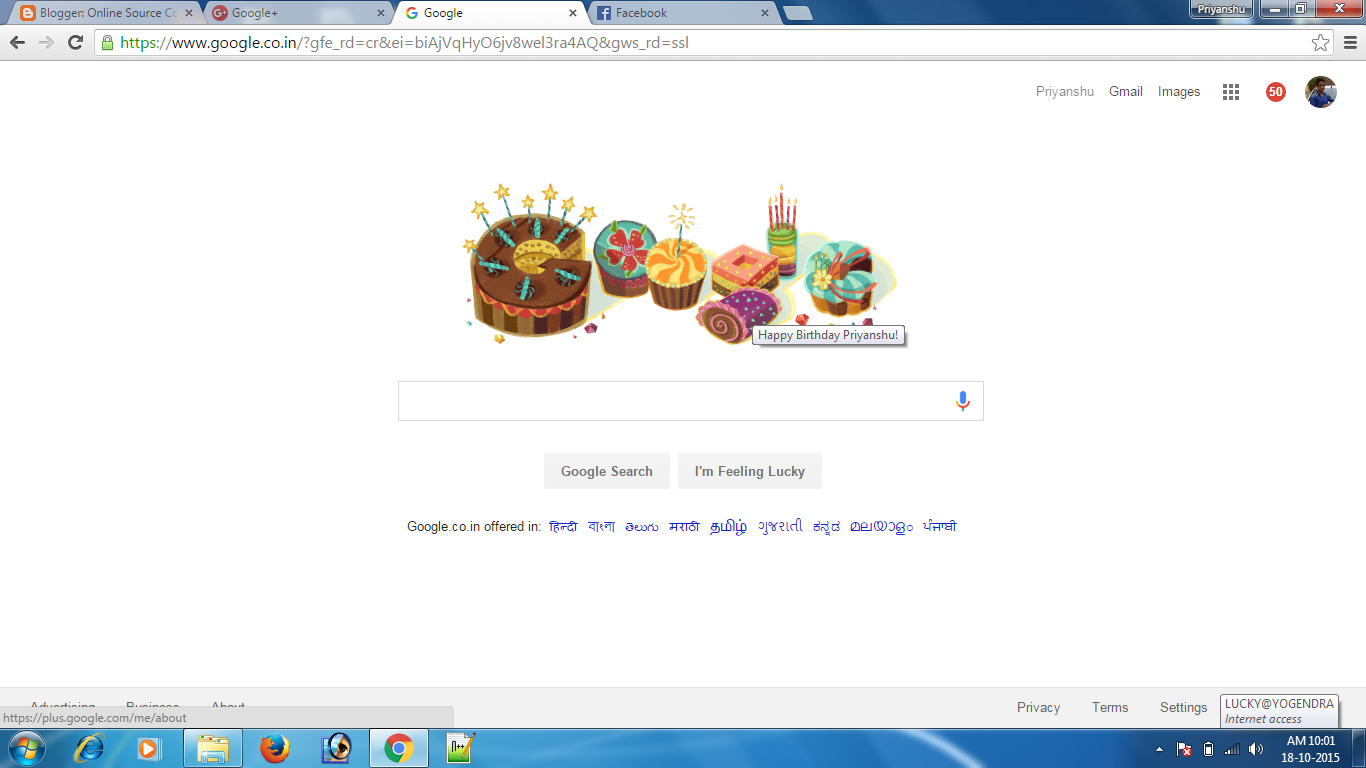 Blogger: Online Source Co
Google+
Google
Facebook
Priyanshu
https://www.google.co.in/?gfe_rd=cr&ei=biAjVqHyO6jv8wel3ra4AQ&gws_rd=ssl
Priyanshu Gmail Images 50
Happy Birthday Priyanshu!
Google Search I'm Feeling Lucky
Google.co.in offered in: हिन्दी বাংলা తెలుగు मराठी தமிழ் ગુજરાતી ಕನ್ನಡ മലയാളം ਪੰਜਾਬੀ
Advertising Business About Privacy Terms Settings
https://plus.google.com/me/about
LUCKY@YOGENDRA
Internet access
AM 10:01
18-10-2015